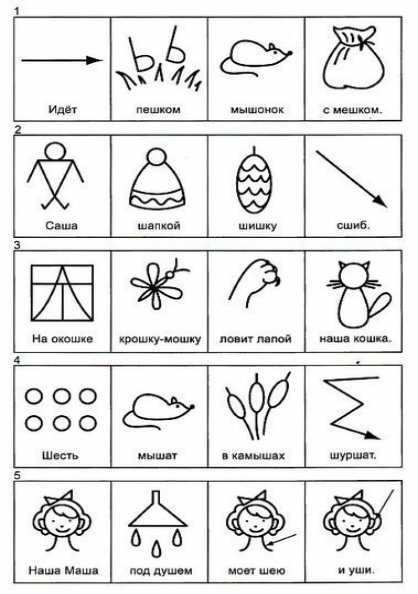 1
Идёт пешком мышонок с мешком.
2
Саша шапкой шишку сшиб.
3
На окошке крошку-мошку ловит лапой наша кошка.
4
Шесть мышат в камышах шуршат.
5
Наша Маша под душем моет шею и уши.